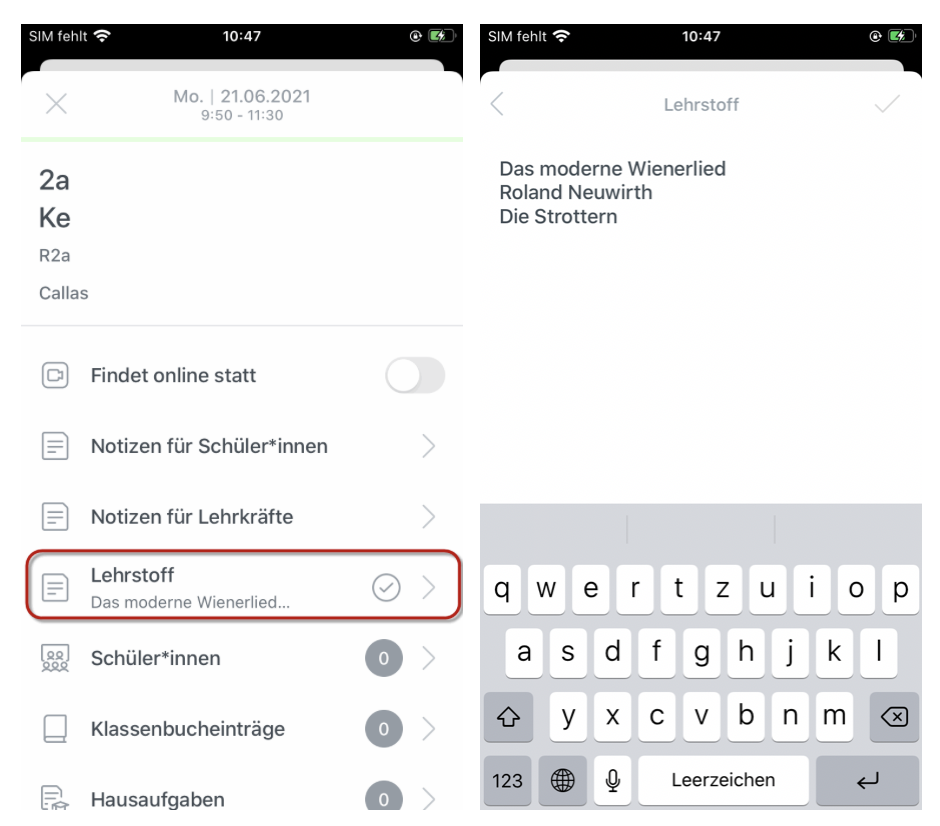 SIM fehlt 10:47
Mo. | 21.06.2021
9:50 - 11:30
2a
Ke
R2a
Callas
Findet online statt
Notizen für Schüler*innen
Notizen für Lehrkräfte
Lehrstoff
Das moderne Wienerlied...
Schüler*innen 0
Klassenbucheinträge 0
Hausaufgaben 0
SIM fehlt 10:47
Lehrstoff
Das moderne Wienerlied
Roland Neuwirth
Die Strottern
q w e r t z u i o p
a s d f g h j k l
y x c v b n m
123 Leerzeichen